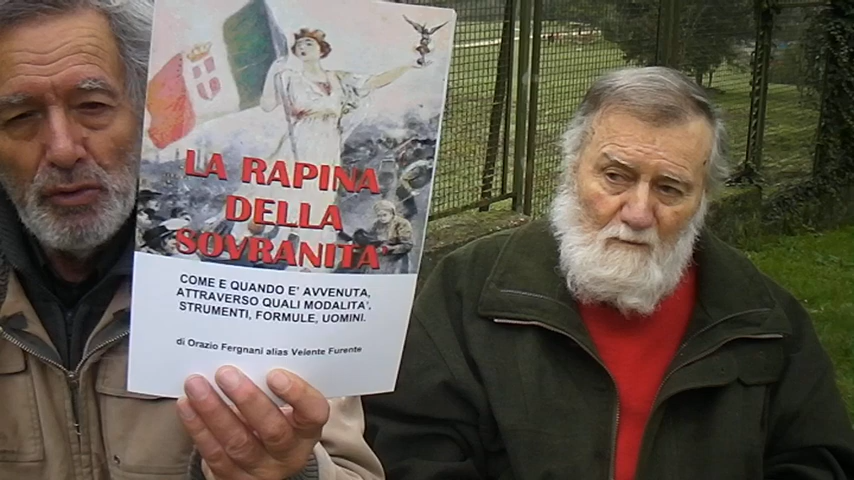 LA RAPINA
DELLA
SOVRANITA'
COME E QUANDO E' AVVENUTA,
ATTRAVERSO QUALI MODALITA',
STRUMENTI, FORMULE, UOMINI.
di Orazio Fergnani alias Veiente Furente